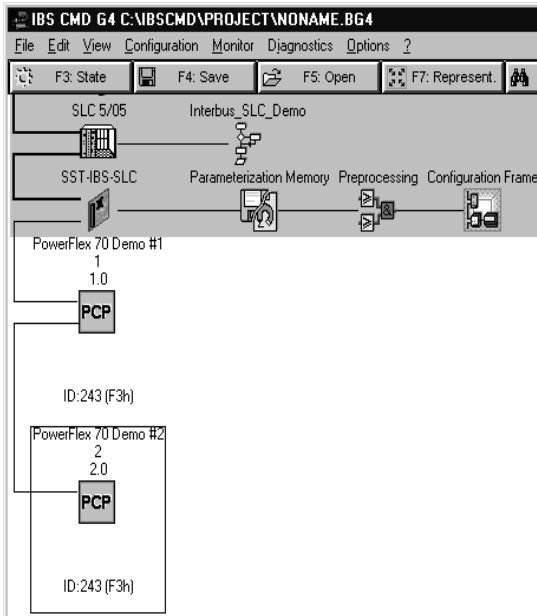 IBS CMD G4 C:\IBSCMD\PROJECT\NONAME.BG4
File Edit View Configuration Monitor Diagnostics Options ?
F3: State F4: Save F5: Open F7: Represent.
SLC 5/05 Interbus_SLC_Demo
SST-IBS-SLC Parameterization Memory Preprocessing Configuration Frame
&
PowerFlex 70 Demo #1
1
1.0
PCP
ID:243 (F3h)
PowerFlex 70 Demo #2
2
2.0
PCP
ID:243 (F3h)